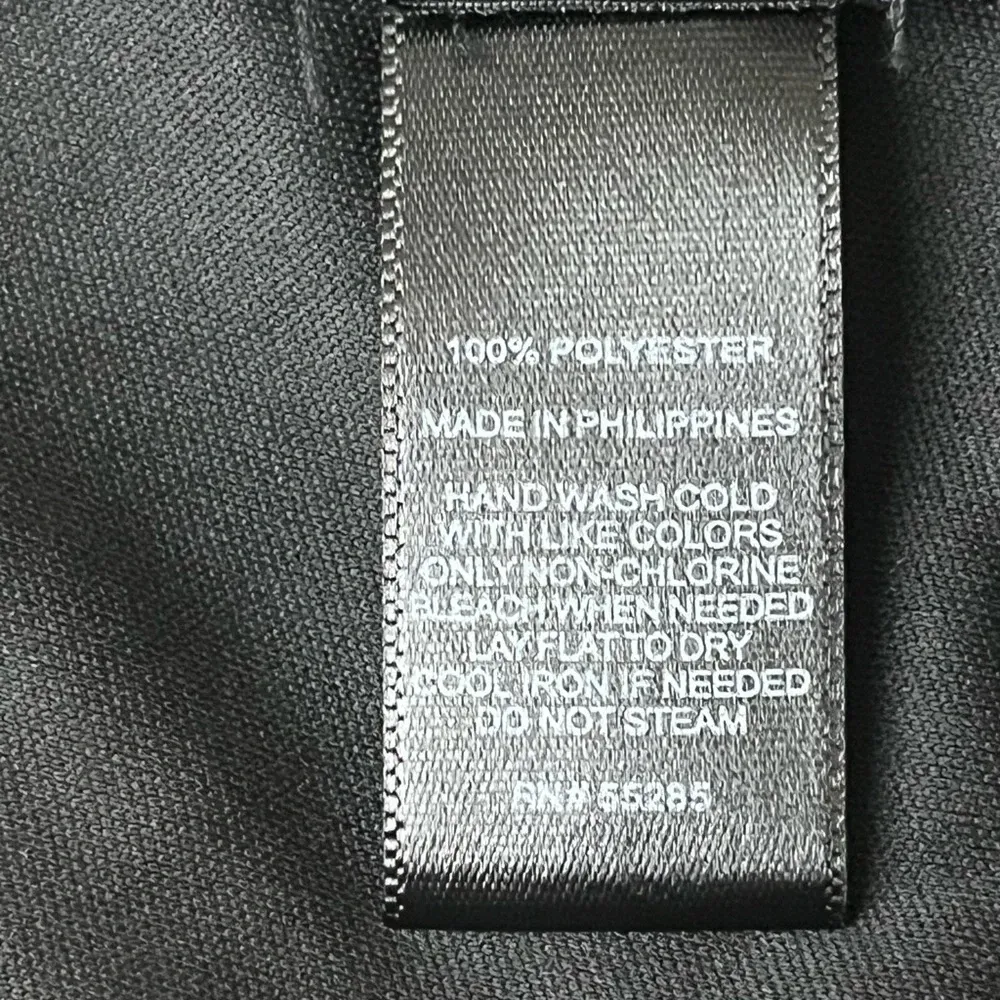 100% POLYESTER
MADE IN PHILIPPINES
HAND WASH COLD
WITH LIKE COLORS
ONLY NON-CHLORINE
BLEACH WHEN NEEDED
LAY FLAT TO DRY
COOL IRON IF NEEDED
DO NOT STEAM
RN# 55285